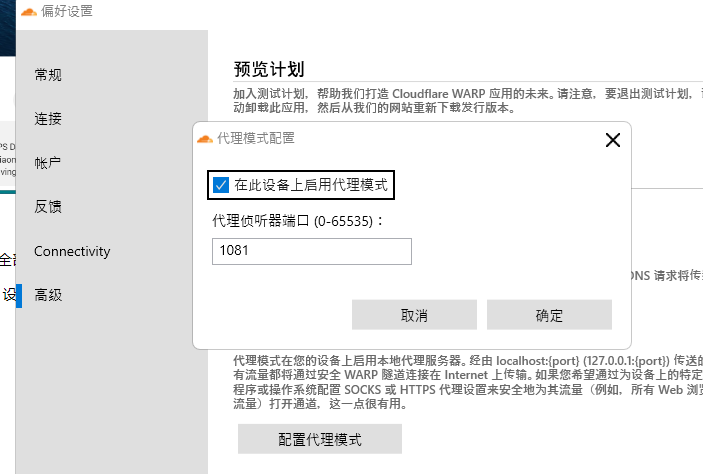 偏好设置
常规
连接
帐户
反馈
Connectivity
高级
预览计划
加入测试计划，帮助我们打造 Cloudflare WARP 应用的未来。请注意，要退出测试计划，
动卸载此应用，然后从我们的网站重新下载发行版本。
代理模式配置
在此设备上启用代理模式
代理侦听器端口 (0-65535)：
1081
取消
确定
PS D
iaom
ving
全部
设
DNS 请求将传
代理模式在您的设备上启用本地代理服务器。经由 localhost:{port} (127.0.0.1:{port}) 传送的
有流量都将通过安全 WARP 隧道连接在 Internet 上传输。如果您希望通过为设备上的特定
程序或操作系统配置 SOCKS 或 HTTPS 代理设置来安全地为其流量（例如，所有 Web 浏览
流量）打开通道，这一点很有用。
配置代理模式